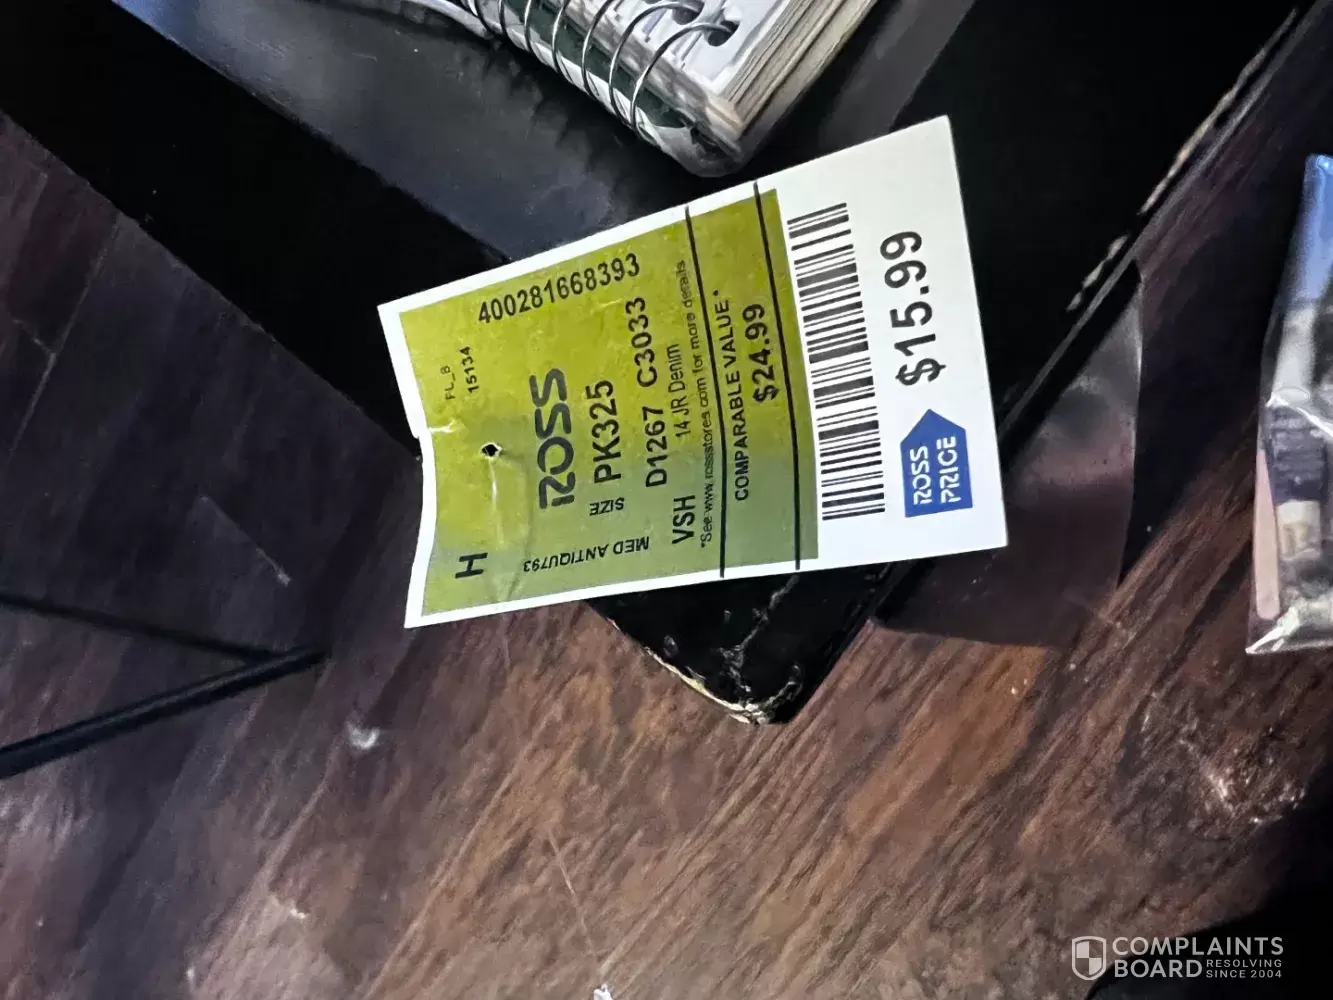 H
FL_B
15134
400281668393
ROSS
SIZE PK325
MED ANTIQU793
D1267 C3033
VSH 14 JR Denim
*See www.rossstores.com for more details
COMPARABLE VALUE*
$24.99
ROSS
PRICE
$15.99
COMPLAINTS
BOARD RESOLVING
SINCE 2004